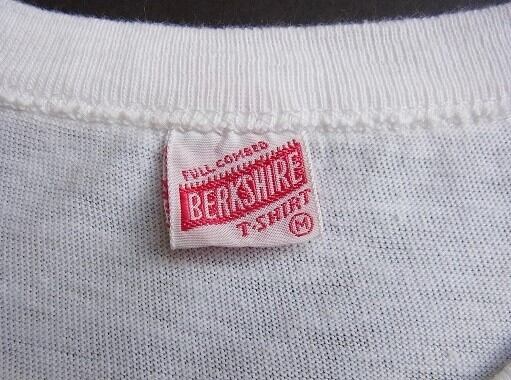 FULL COMBED
BERKSHIRE
T-SHIRT
M